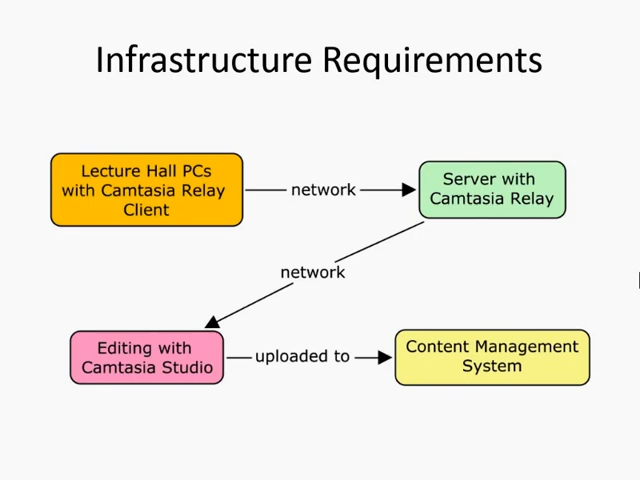 Infrastructure Requirements
Lecture Hall PCs
with Camtasia Relay
Client
network
Server with
Camtasia Relay
network
Editing with
Camtasia Studio
uploaded to
Content Management
System